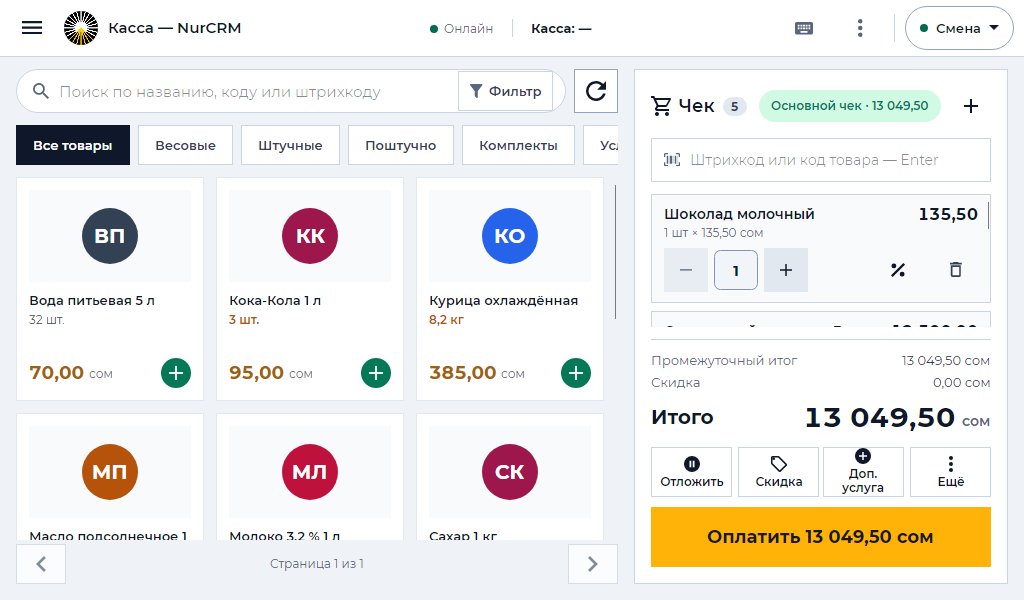 Касса — NurCRM
Онлайн
Касса: —
Смена
Поиск по названию, коду или штрихкоду
Фильтр
Все товары
Весовые
Штучные
Поштучно
Комплекты
ВП
Вода питьевая 5 л
32 шт.
70,00 сом
КК
Кока-Кола 1 л
3 шт.
95,00 сом
КО
Курица охлаждённая
8,2 кг
385,00 сом
МП
Масло подсолнечное 1
МЛ
Молоко 3,2 % 1 л
СК
Сахар 1 кг
Страница 1 из 1
Чек 5
Основной чек · 13 049,50
Штрихкод или код товара — Enter
Шоколад молочный
135,50
1 шт × 135,50 сом
1
Промежуточный итог
13 049,50 сом
Скидка
0,00 сом
Итого
13 049,50 сом
Отложить
Скидка
Доп.
услуга
Ещё
Оплатить 13 049,50 сом